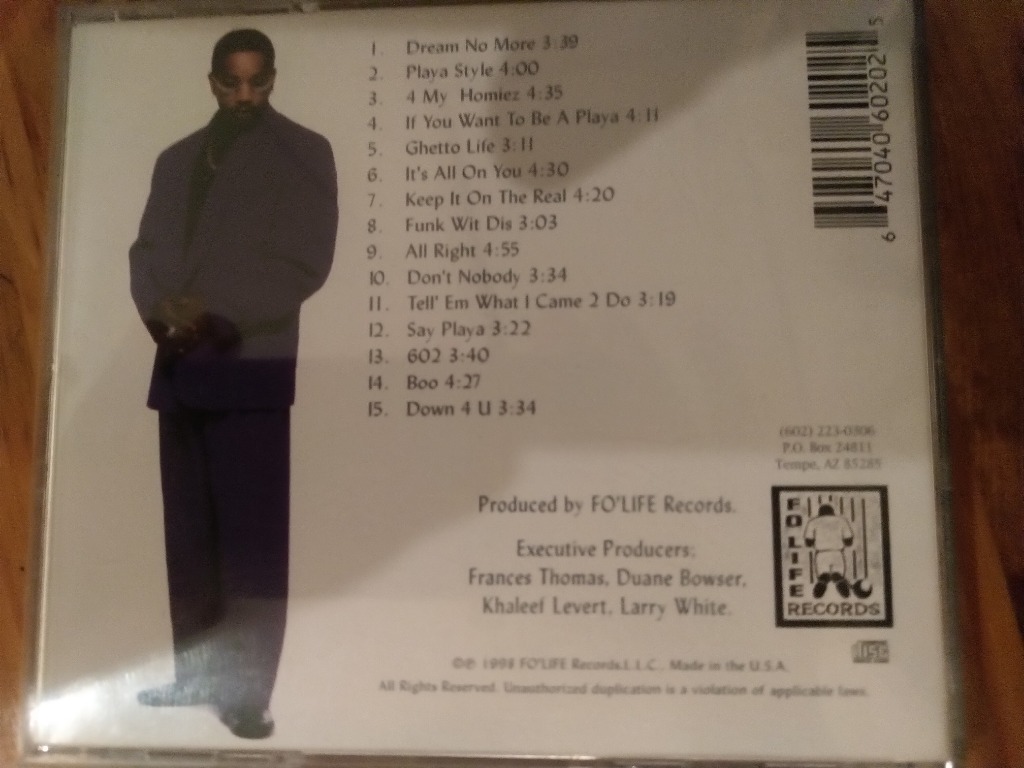 1. Dream No More 3:39
2. Playa Style 4:00
3. 4 My Homiez 4:35
4. If You Want To Be A Playa 4:11
5. Ghetto Life 3:11
6. It's All On You 4:30
7. Keep It On The Real 4:20
8. Funk Wit Dis 3:03
9. All Right 4:55
10. Don't Nobody 3:34
11. Tell' Em What I Came 2 Do 3:19
12. Say Playa 3:22
13. 602 3:40
14. Boo 4:27
15. Down 4 U 3:34
6 47040 60202 5
(602) 223-0306
P.O. Box 24811
Tempe, AZ 85285
Produced by FO'LIFE Records.
Executive Producers:
Frances Thomas, Duane Bowser,
Khaleef Levert, Larry White.
FOLIFE
RECORDS
disc
©℗ 1998 FO'LIFE Records.L.L.C.. Made in the U.S.A.
All Rights Reserved. Unauthorized duplication is a violation of applicable laws.